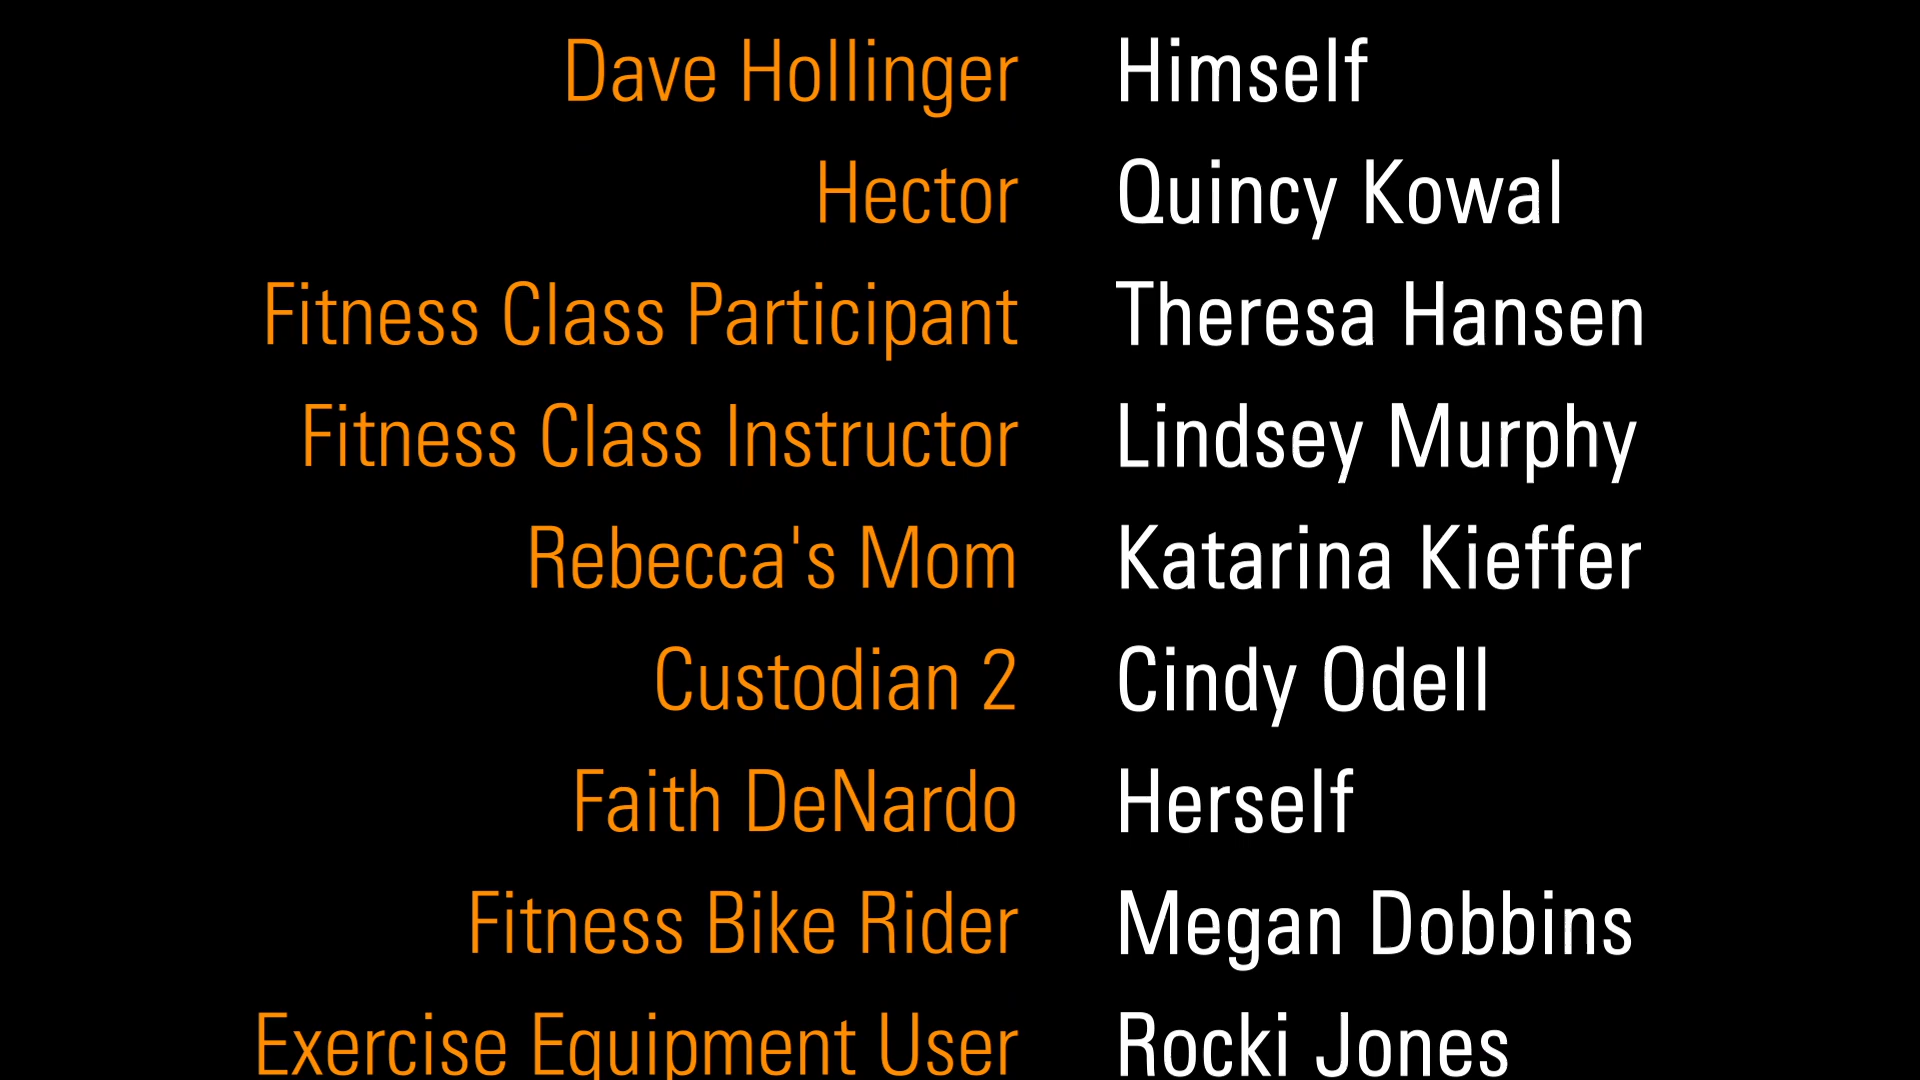 Dave Hollinger Himself
Hector Quincy Kowal
Fitness Class Participant Theresa Hansen
Fitness Class Instructor Lindsey Murphy
Rebecca's Mom Katarina Kieffer
Custodian 2 Cindy Odell
Faith DeNardo Herself
Fitness Bike Rider Megan Dobbins
Exercise Equipment User Rocki Jones